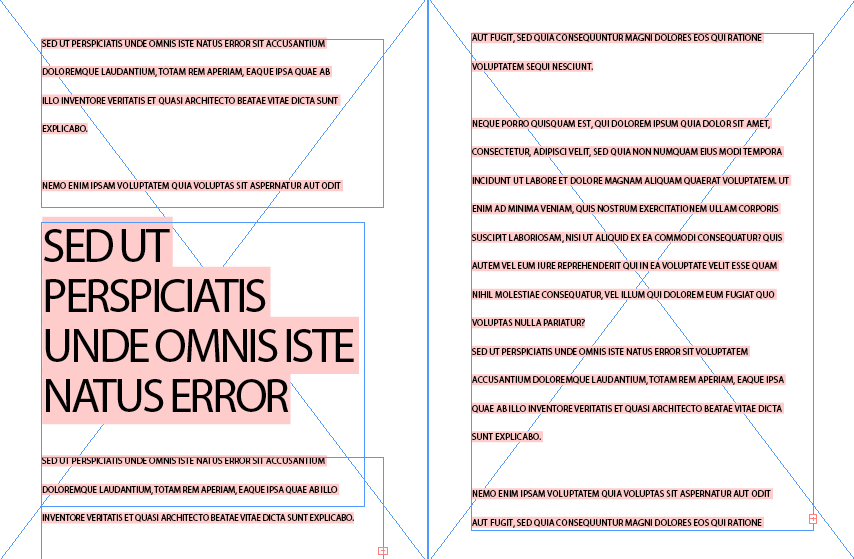 SED UT PERSPICIATIS UNDE OMNIS ISTE NATUS ERROR SIT ACCUSANTIUM
DOLOREMQUE LAUDANTIUM, TOTAM REM APERIAM, EAQUE IPSA QUAE AB
ILLO INVENTORE VERITATIS ET QUASI ARCHITECTO BEATAE VITAE DICTA SUNT
EXPLICABO.
NEMO ENIM IPSAM VOLUPTATEM QUIA VOLUPTAS SIT ASPERNATUR AUT ODIT
SED UT
PERSPICIATIS
UNDE OMNIS ISTE
NATUS ERROR
SED UT PERSPICIATIS UNDE OMNIS ISTE NATUS ERROR SIT ACCUSANTIUM
DOLOREMQUE LAUDANTIUM, TOTAM REM APERIAM, EAQUE IPSA QUAE AB ILLO
INVENTORE VERITATIS ET QUASI ARCHITECTO BEATAE VITAE DICTA SUNT EXPLICABO.
AUT FUGIT, SED QUIA CONSEQUUNTUR MAGNI DOLORES EOS QUI RATIONE
VOLUPTATEM SEQUI NESCIUNT.
NEQUE PORRO QUISQUAM EST, QUI DOLOREM IPSUM QUIA DOLOR SIT AMET,
CONSECTETUR, ADIPISCI VELIT, SED QUIA NON NUMQUAM EIUS MODI TEMPORA
INCIDUNT UT LABORE ET DOLORE MAGNAM ALIQUAM QUAERAT VOLUPTATEM. UT
ENIM AD MINIMA VENIAM, QUIS NOSTRUM EXERCITATIONEM ULLAM CORPORIS
SUSCIPIT LABORIOSAM, NISI UT ALIQUID EX EA COMMODI CONSEQUATUR? QUIS
AUTEM VEL EUM IURE REPREHENDERIT QUI IN EA VOLUPTATE VELIT ESSE QUAM
NIHIL MOLESTIAE CONSEQUATUR, VEL ILLUM QUI DOLOREM EUM FUGIAT QUO
VOLUPTAS NULLA PARIATUR?
SED UT PERSPICIATIS UNDE OMNIS ISTE NATUS ERROR SIT VOLUPTATEM
ACCUSANTIUM DOLOREMQUE LAUDANTIUM, TOTAM REM APERIAM, EAQUE IPSA
QUAE AB ILLO INVENTORE VERITATIS ET QUASI ARCHITECTO BEATAE VITAE DICTA
SUNT EXPLICABO.
NEMO ENIM IPSAM VOLUPTATEM QUIA VOLUPTAS SIT ASPERNATUR AUT ODIT
AUT FUGIT, SED QUIA CONSEQUUNTUR MAGNI DOLORES EOS QUI RATIONE